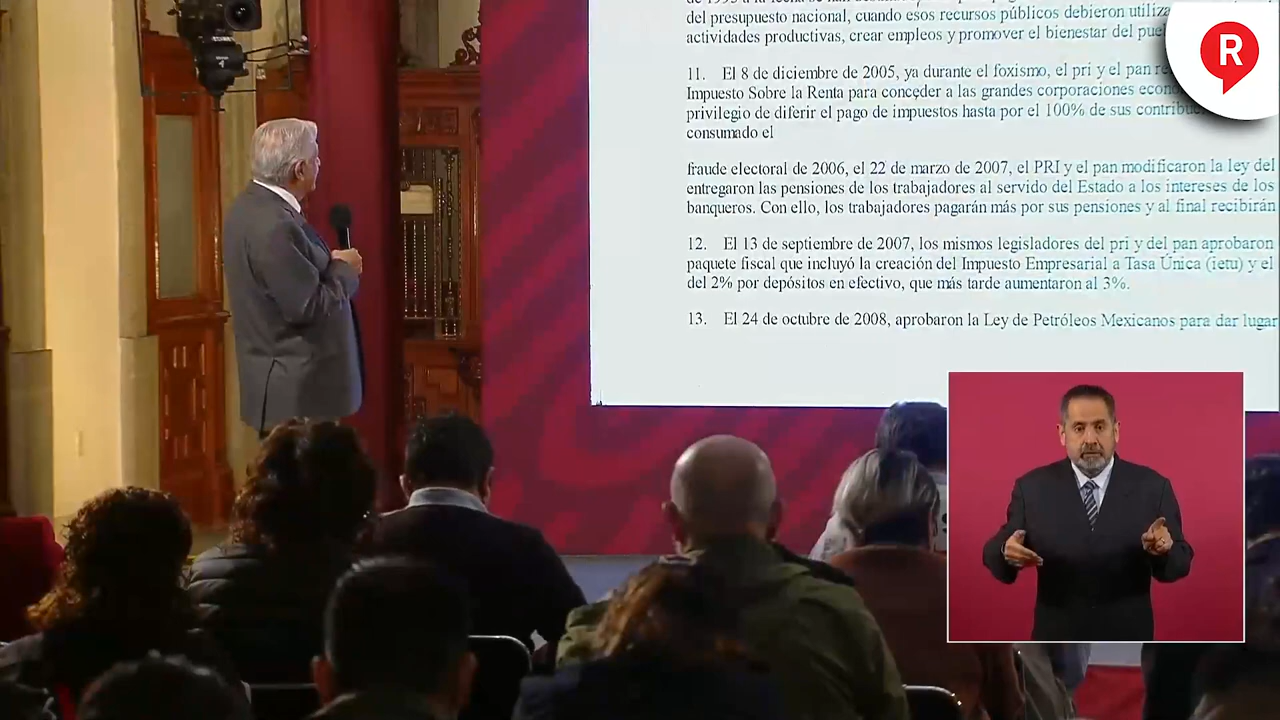 del presupuesto nacional, cuando esos recursos públicos debieron
actividades productivas, crear empleos y promover el bienestar del
11. El 8 de diciembre de 2005, ya durante el foxismo, el pri y el pan
Impuesto Sobre la Renta para conceder a las grandes corporaciones
privilegio de diferir el pago de impuestos hasta por el 100% de sus
consumado el
fraude electoral de 2006, el 22 de marzo de 2007, el PRI y el pan modificaron la ley del
entregaron las pensiones de los trabajadores al servido del Estado a los intereses de los
banqueros. Con ello, los trabajadores pagarán más por sus pensiones y al final recibirán
12. El 13 de septiembre de 2007, los mismos legisladores del pri y del pan aprobaron
paquete fiscal que incluyó la creación del Impuesto Empresarial a Tasa Única (ietu) y el
del 2% por depósitos en efectivo, que más tarde aumentaron al 3%.
13. El 24 de octubre de 2008, aprobaron la Ley de Petróleos Mexicanos para dar lugar
R